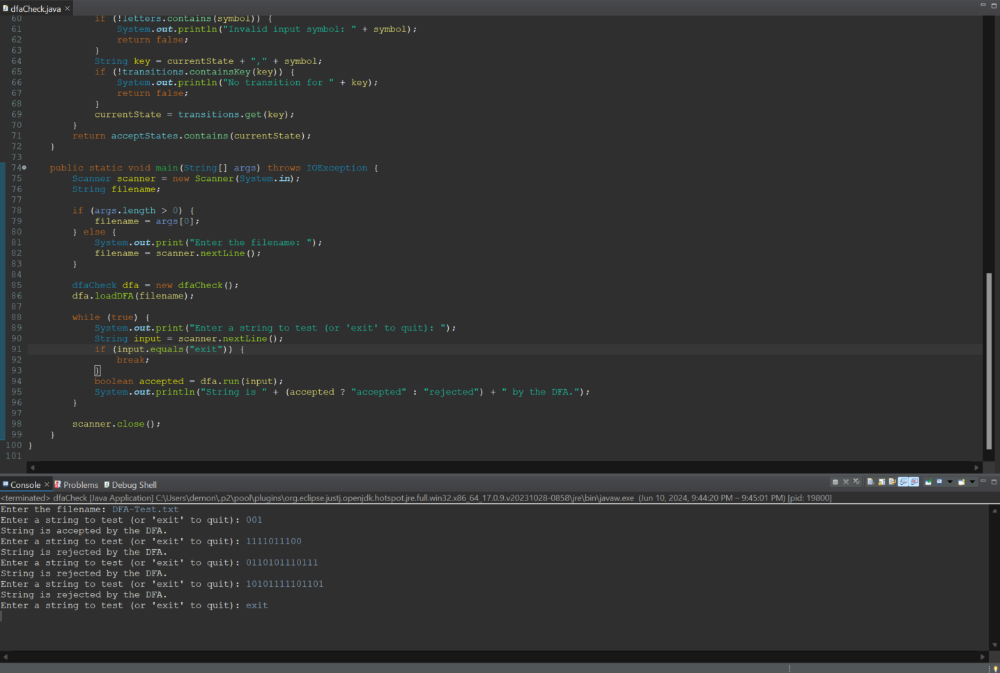 dfaCheck.java ×
60 if (!letters.contains(symbol)) {
61 System.out.println("Invalid input symbol: " + symbol);
62 return false;
63 }
64 String key = currentState + "," + symbol;
65 if (!transitions.containsKey(key)) {
66 System.out.println("No transition for " + key);
67 return false;
68 }
69 currentState = transitions.get(key);
70 }
71 return acceptStates.contains(currentState);
72 }
73
74 public static void main(String[] args) throws IOException {
75 Scanner scanner = new Scanner(System.in);
76 String filename;
77
78 if (args.length > 0) {
79 filename = args[0];
80 } else {
81 System.out.print("Enter the filename: ");
82 filename = scanner.nextLine();
83 }
84
85 dfaCheck dfa = new dfaCheck();
86 dfa.loadDFA(filename);
87
88 while (true) {
89 System.out.print("Enter a string to test (or 'exit' to quit): ");
90 String input = scanner.nextLine();
91 if (input.equals("exit")) {
92 break;
93 }
94 boolean accepted = dfa.run(input);
95 System.out.println("String is " + (accepted ? "accepted" : "rejected") + " by the DFA.");
96 }
97
98 scanner.close();
99 }
100 }
101
Console × Problems Debug Shell
<terminated> dfaCheck [Java Application] C:\Users\demon\.p2\pool\plugins\org.eclipse.justj.openjdk.hotspot.jre.full.win32.x86_64_17.0.9.v20231028-0858\jre\bin\javaw.exe (Jun 10, 2024, 9:44:20 PM – 9:45:01 PM) [pid: 19800]
Enter the filename: DFA-Test.txt
Enter a string to test (or 'exit' to quit): 001
String is accepted by the DFA.
Enter a string to test (or 'exit' to quit): 1111011100
String is rejected by the DFA.
Enter a string to test (or 'exit' to quit): 0110101110111
String is rejected by the DFA.
Enter a string to test (or 'exit' to quit): 10101111101101
String is rejected by the DFA.
Enter a string to test (or 'exit' to quit): exit